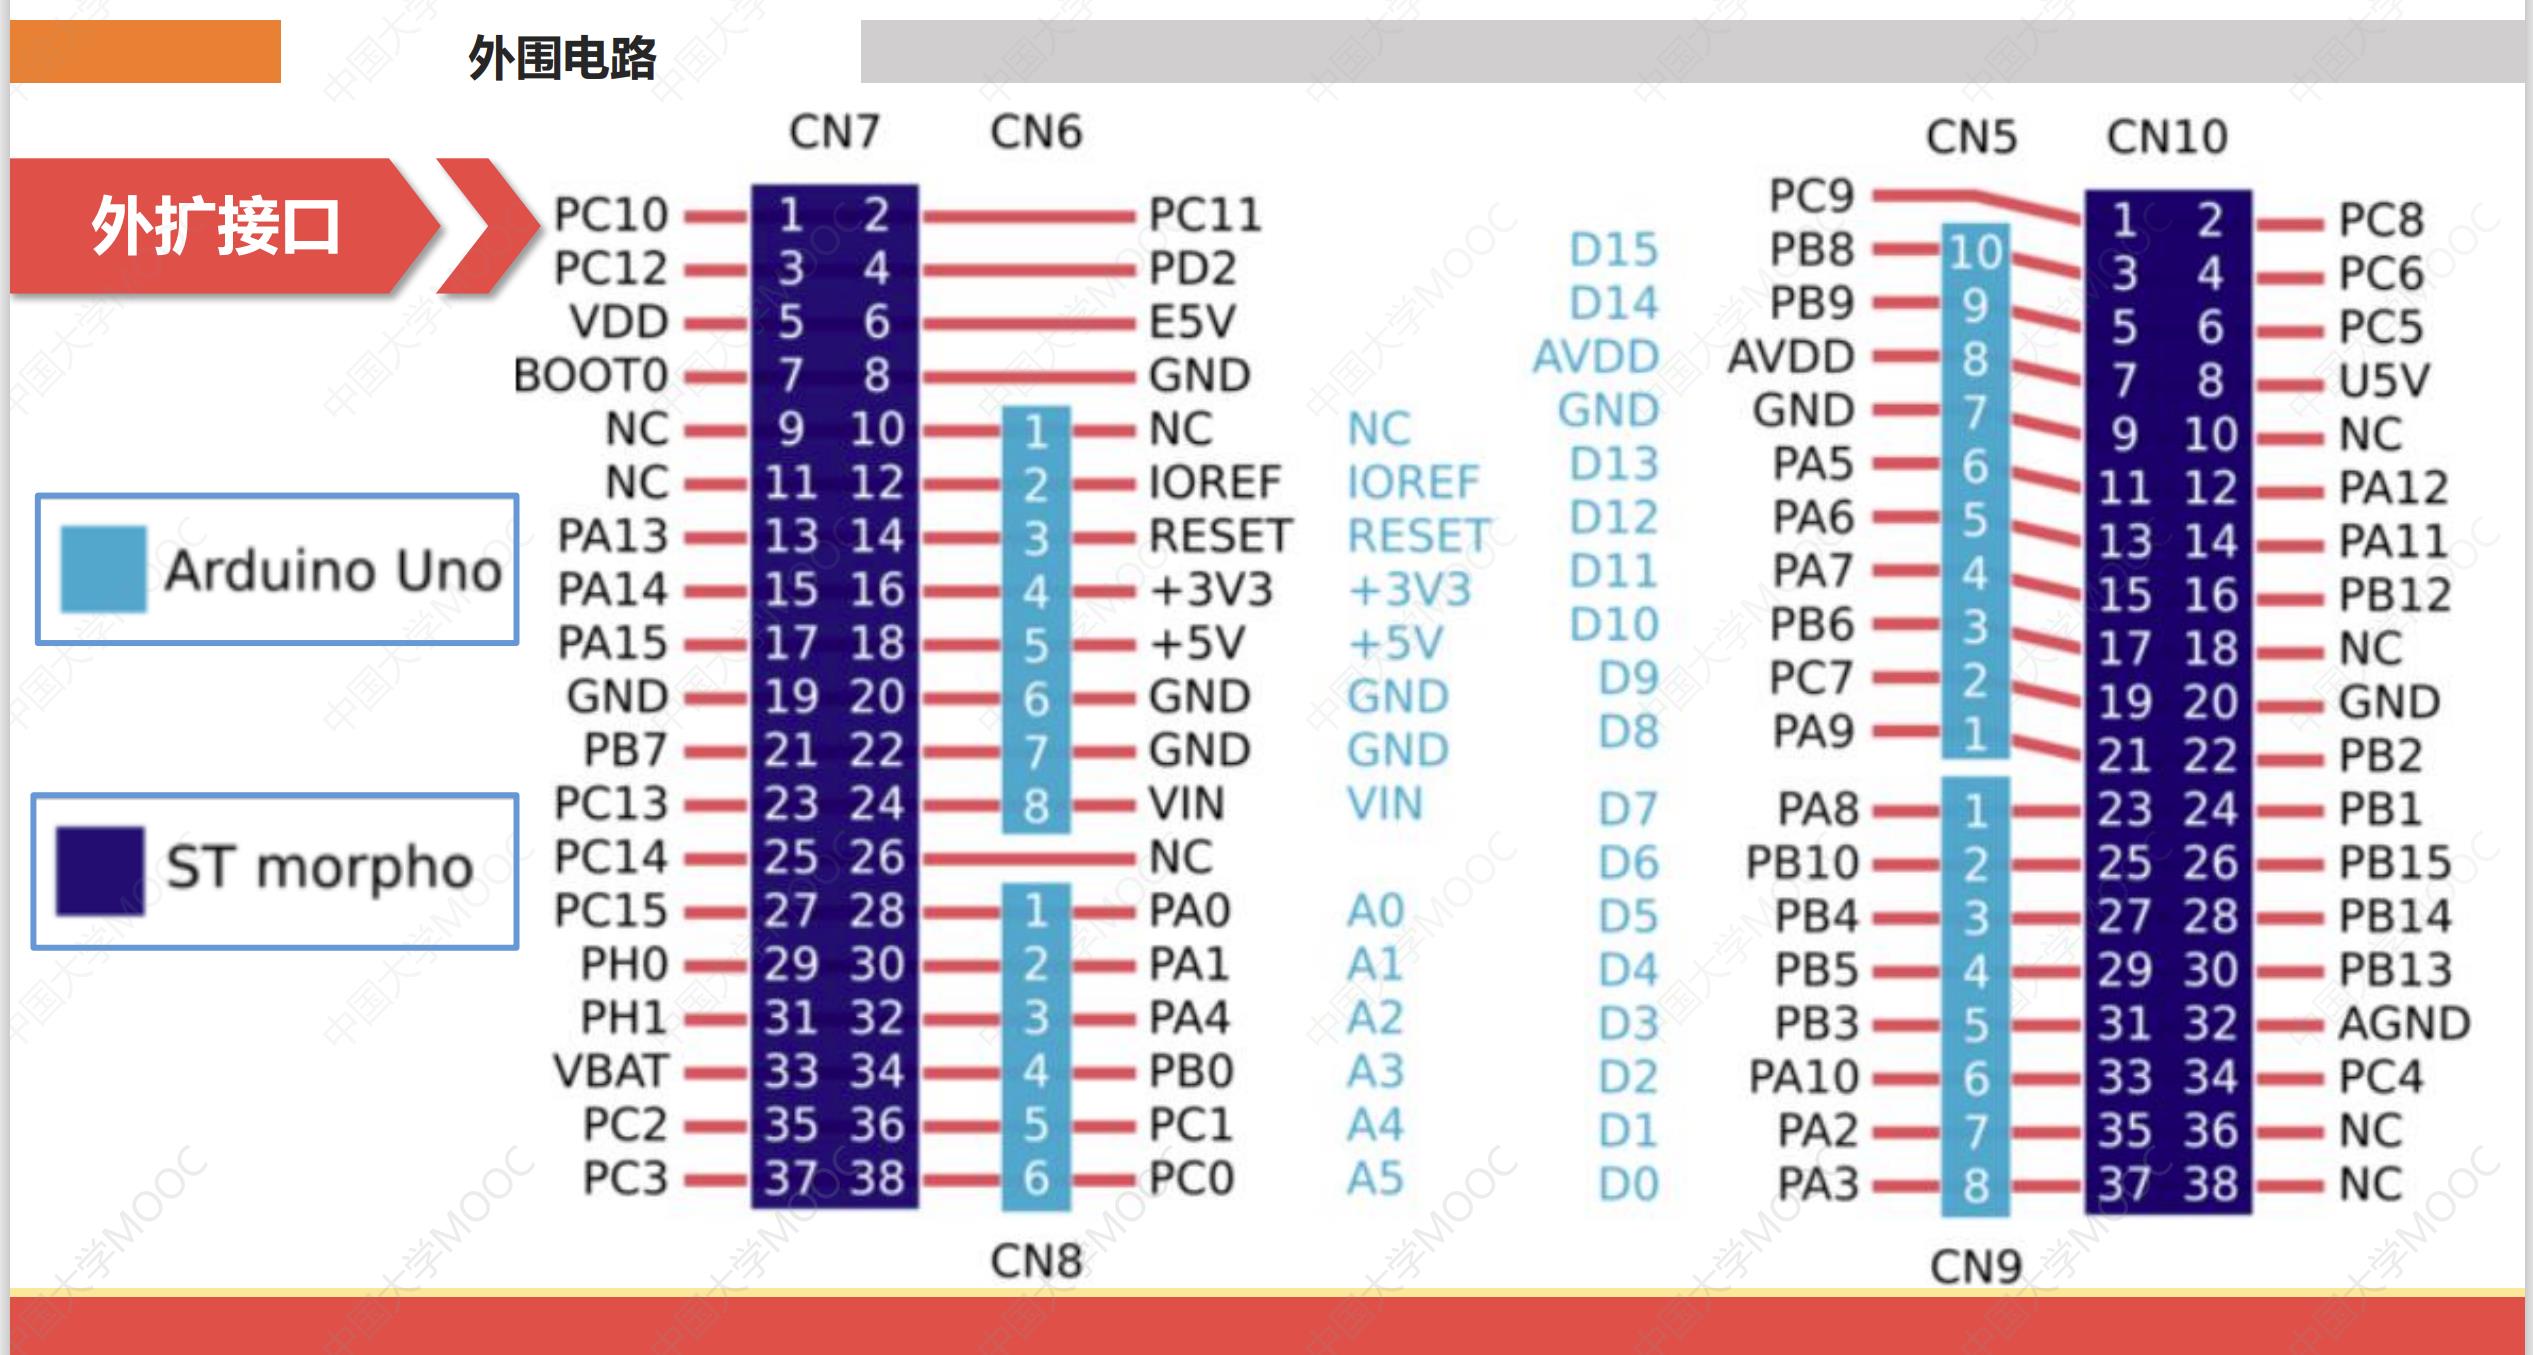 外围电路
外扩接口
CN7 CN6
PC10 1 2 PC11
PC12 3 4 PD2
VDD 5 6 E5V
BOOT0 7 8 GND
NC 9 10 1 NC NC
NC 11 12 2 IOREF IOREF
PA13 13 14 3 RESET RESET
PA14 15 16 4 +3V3 +3V3
PA15 17 18 5 +5V +5V
GND 19 20 6 GND GND
PB7 21 22 7 GND GND
PC13 23 24 8 VIN VIN
PC14 25 26 NC
PC15 27 28 1 PA0 A0
PH0 29 30 2 PA1 A1
PH1 31 32 3 PA4 A2
VBAT 33 34 4 PB0 A3
PC2 35 36 5 PC1 A4
PC3 37 38 6 PC0 A5
CN8
Arduino Uno
ST morpho
CN5 CN10
PC9 1 2 PC8
D15 PB8 10 3 4 PC6
D14 PB9 9 5 6 PC5
AVDD AVDD 8 7 8 U5V
GND GND 7 9 10 NC
D13 PA5 6 11 12 PA12
D12 PA6 5 13 14 PA11
D11 PA7 4 15 16 PB12
D10 PB6 3 17 18 NC
D9 PC7 2 19 20 GND
D8 PA9 1 21 22 PB2
D7 PA8 1 23 24 PB1
D6 PB10 2 25 26 PB15
D5 PB4 3 27 28 PB14
D4 PB5 4 29 30 PB13
D3 PB3 5 31 32 AGND
D2 PA10 6 33 34 PC4
D1 PA2 7 35 36 NC
D0 PA3 8 37 38 NC
CN9
中国大学MOOC